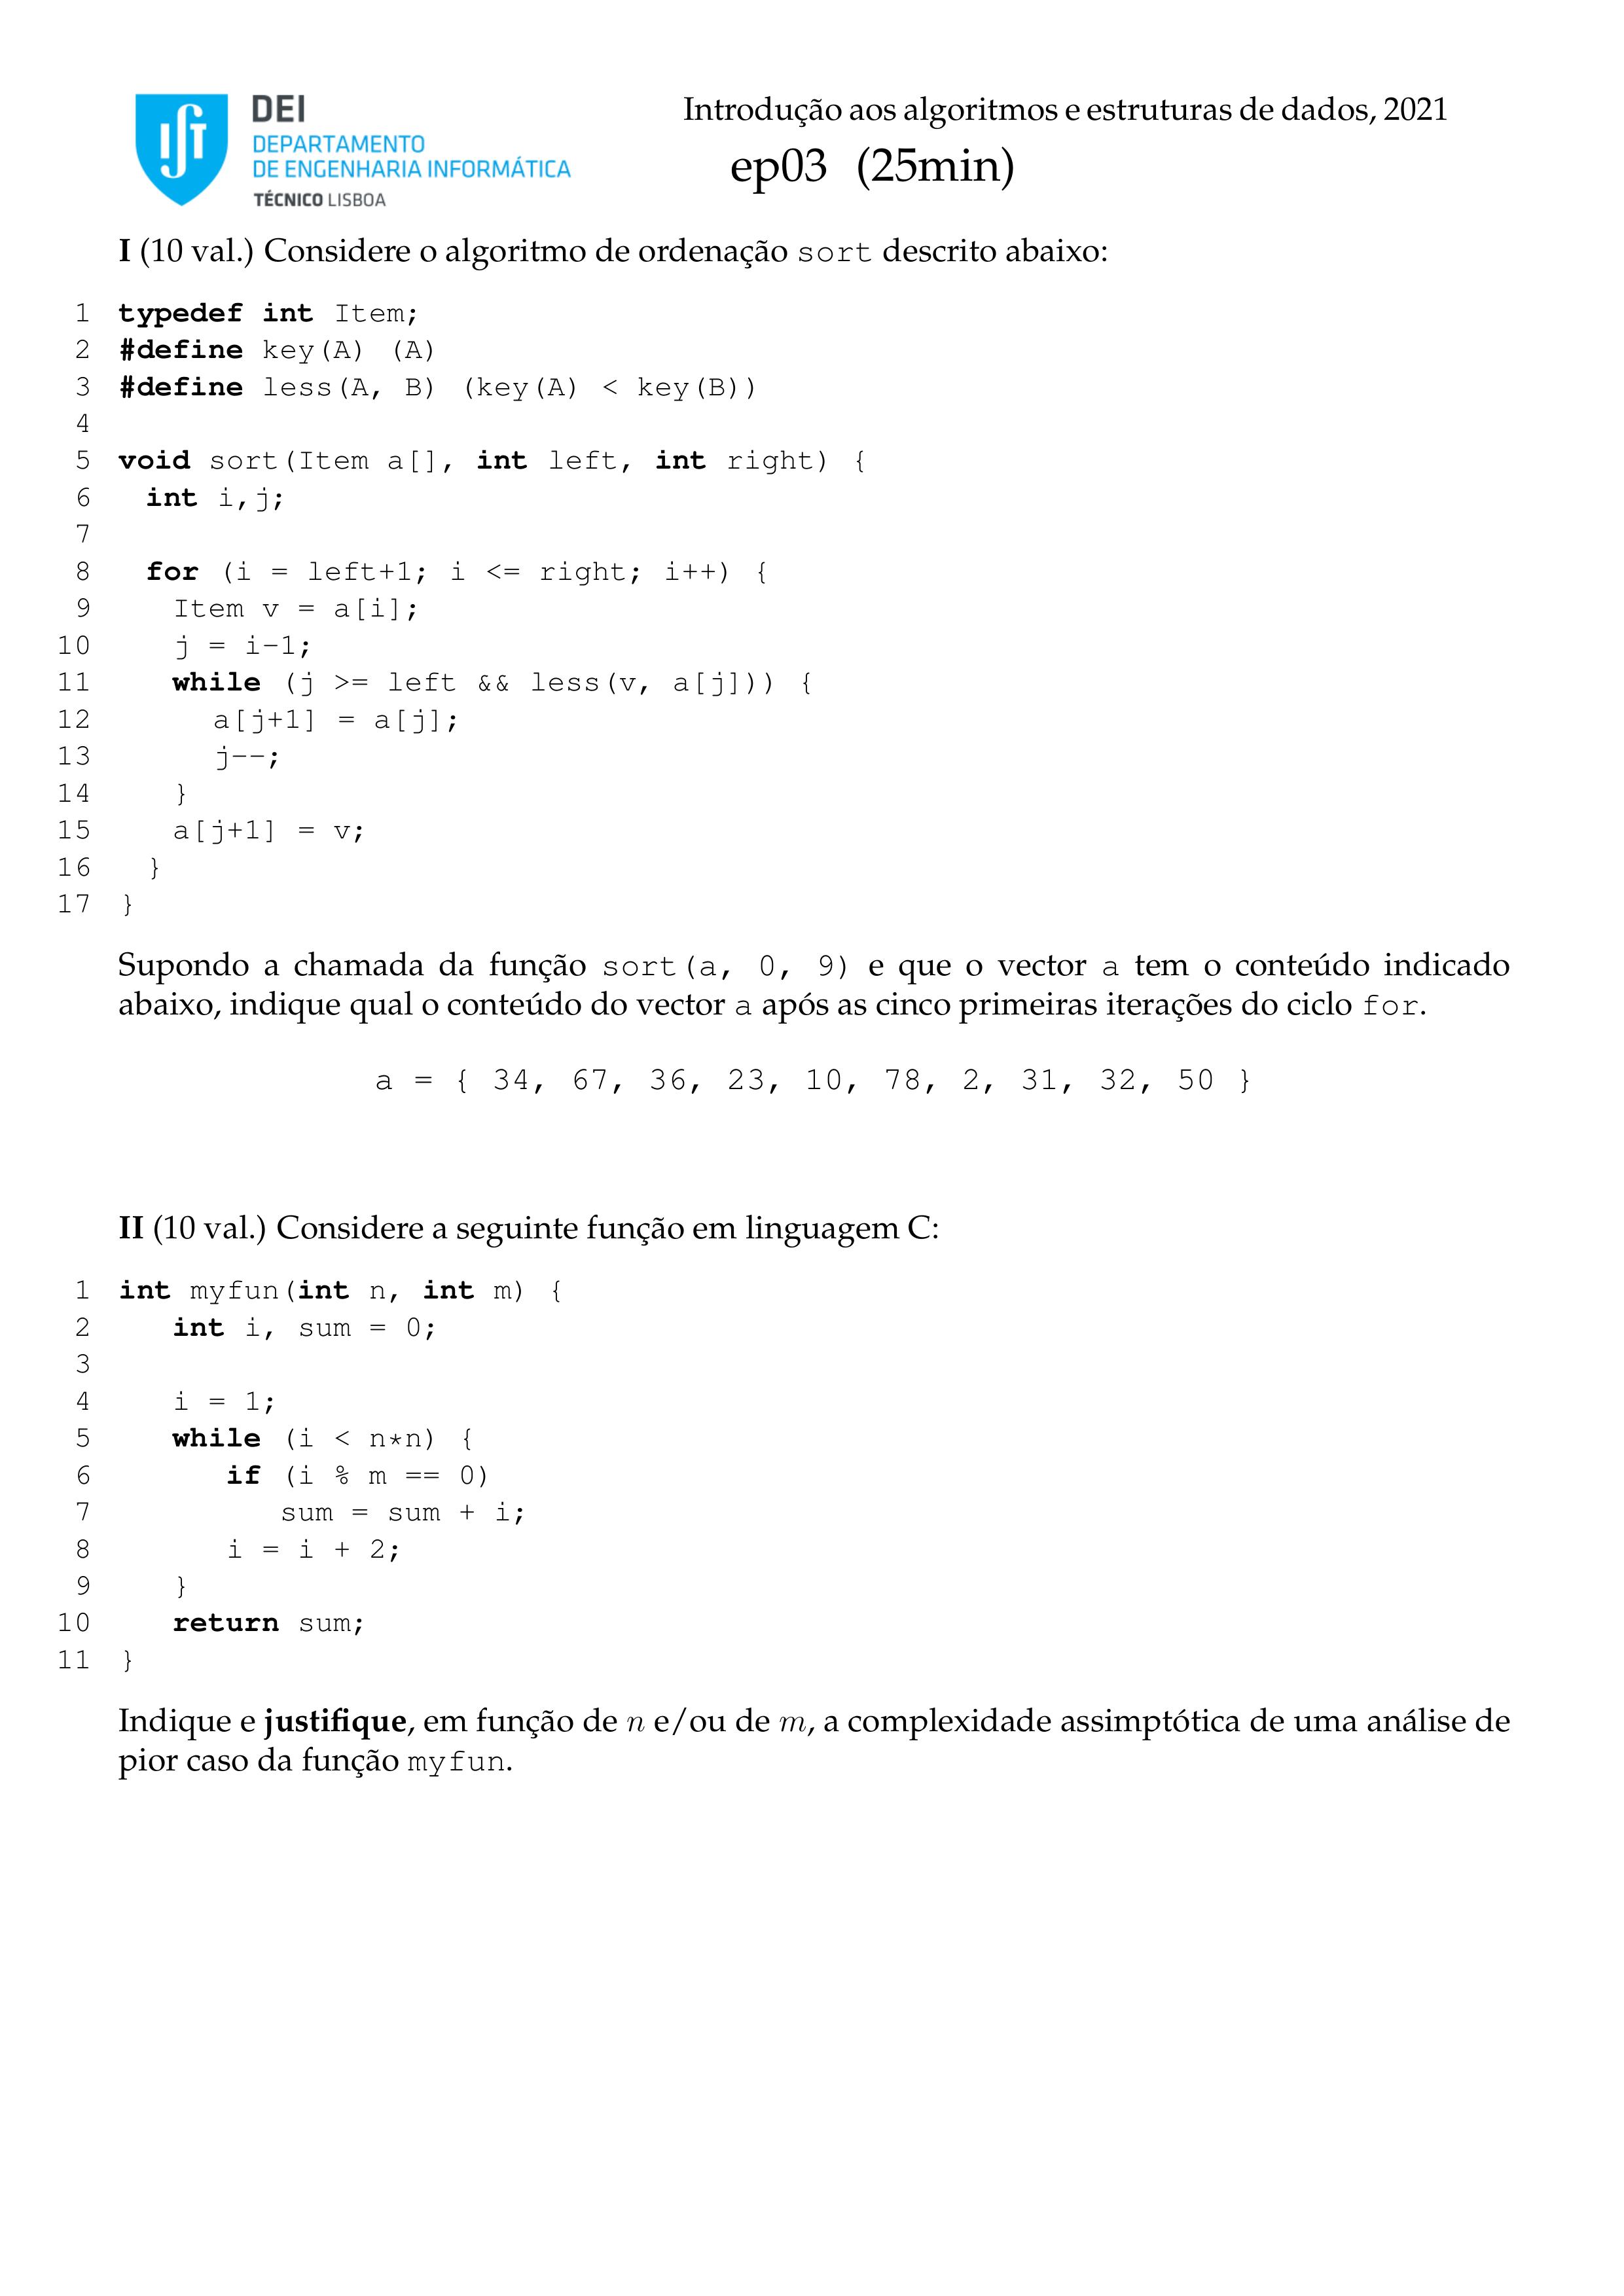 DEI
DEPARTAMENTO
DE ENGENHARIA INFORMÁTICA
TÉCNICO LISBOA
Introdução aos algoritmos e estruturas de dados, 2021
ep03 (25min)
I (10 val.) Considere o algoritmo de ordenação sort descrito abaixo:
1 typedef int Item;
2 #define key(A) (A)
3 #define less(A, B) (key(A) < key(B))
4
5 void sort(Item a[], int left, int right) {
6 int i,j;
7
8 for (i = left+1; i <= right; i++) {
9 Item v = a[i];
10 j = i-1;
11 while (j >= left && less(v, a[j])) {
12 a[j+1] = a[j];
13 j--;
14 }
15 a[j+1] = v;
16 }
17 }
Supondo a chamada da função sort(a, 0, 9) e que o vector a tem o conteúdo indicado
abaixo, indique qual o conteúdo do vector a após as cinco primeiras iterações do ciclo for.
a = { 34, 67, 36, 23, 10, 78, 2, 31, 32, 50 }
II (10 val.) Considere a seguinte função em linguagem C:
1 int myfun(int n, int m) {
2 int i, sum = 0;
3
4 i = 1;
5 while (i < n*n) {
6 if (i % m == 0)
7 sum = sum + i;
8 i = i + 2;
9 }
10 return sum;
11 }
Indique e justifique, em função de n e/ou de m, a complexidade assimptótica de uma análise de
pior caso da função myfun.